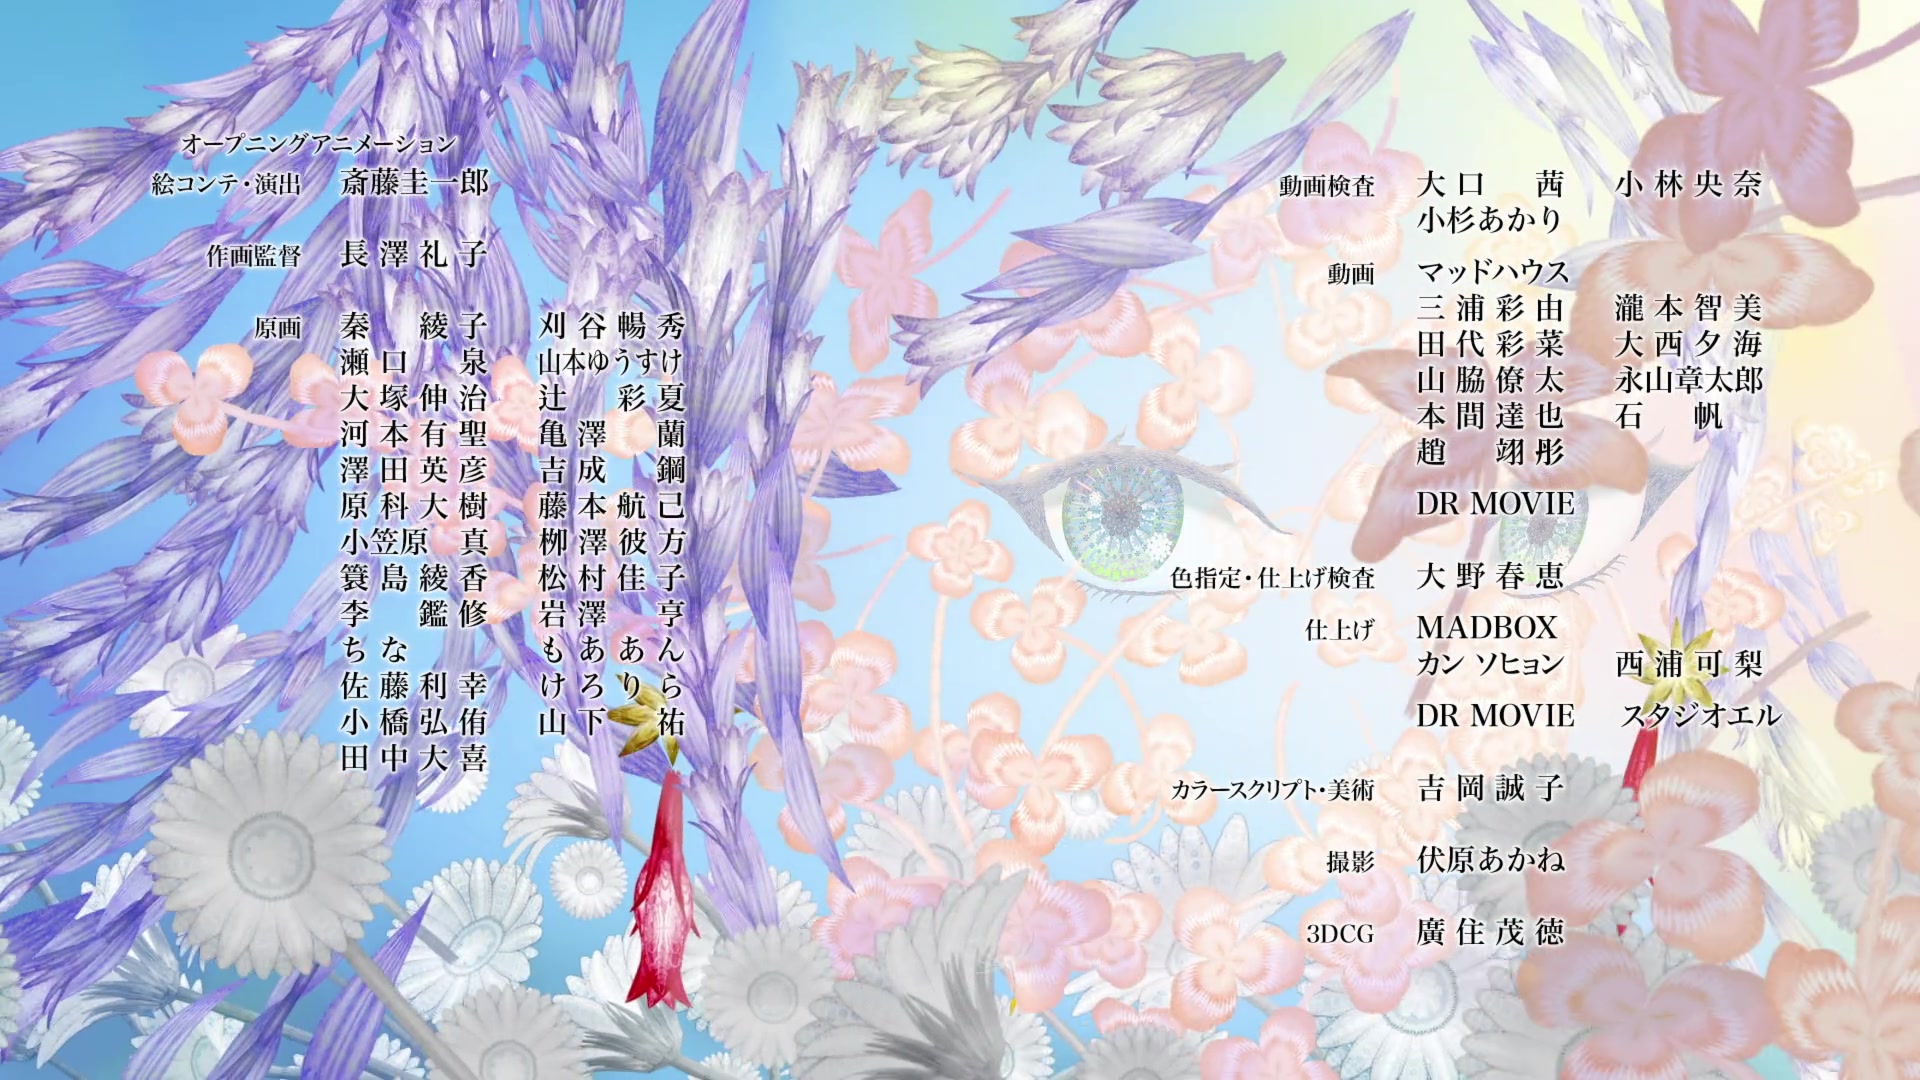 オープニングアニメーション
絵コンテ・演出 斎藤圭一郎
作画監督 長澤礼子
原画 秦 綾子 刈谷暢秀
瀬口 泉 山本ゆうすけ
大塚伸治 辻 彩夏
河本有聖 亀澤 蘭
澤田英彦 吉成 鋼
原科大樹 藤本航己
小笠原 真 栁澤彼方
簑島綾香 松村佳子
李 鑑修 岩澤 亨
ちな もああん
佐藤利幸 けろりら
小橋弘侑 山下 祐
田中大喜
動画検査 大口 茜 小林央奈
小杉あかり
動画 マッドハウス
三浦彩由 瀧本智美
田代彩菜 大西夕海
山脇僚太 永山章太郎
本間達也 石 帆
趙 翊彤
DR MOVIE
色指定・仕上げ検査 大野春恵
仕上げ MADBOX
カン ソヒョン 西浦可梨
DR MOVIE スタジオエル
カラースクリプト・美術 吉岡誠子
撮影 伏原あかね
3DCG 廣住茂徳